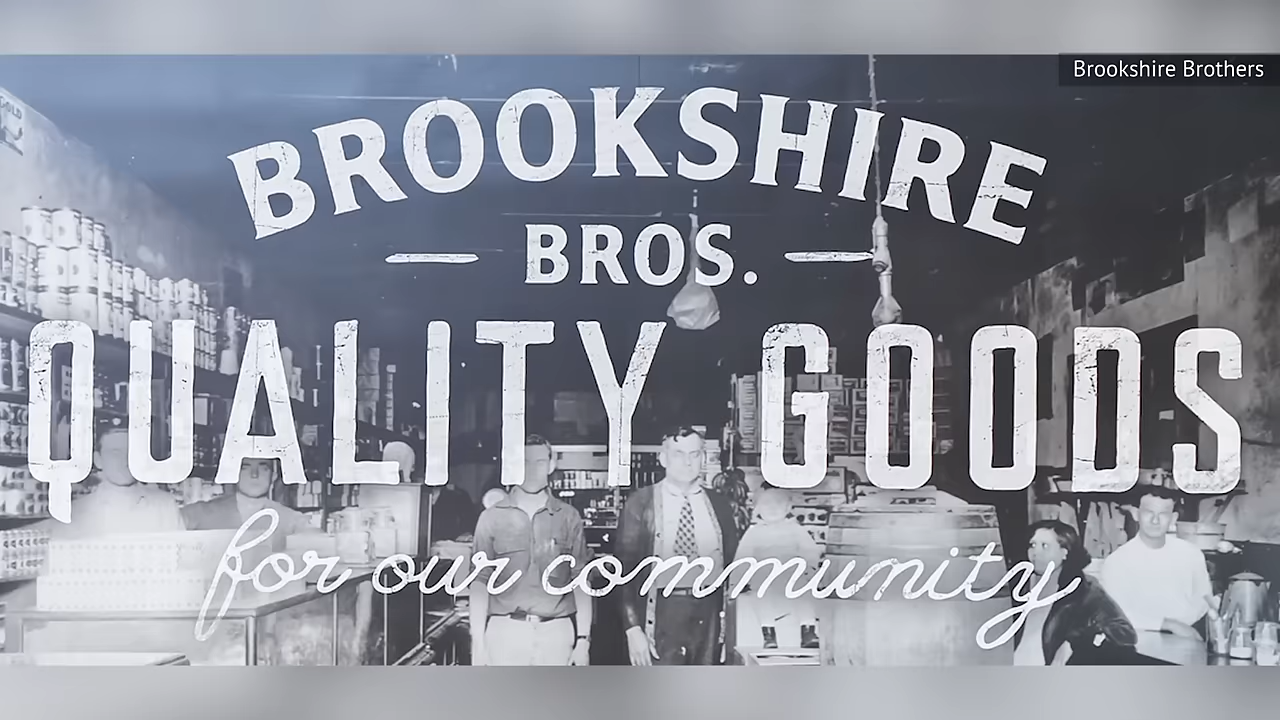 Brookshire Brothers
BROOKSHIRE
BROS.
QUALITY GOODS
for our community